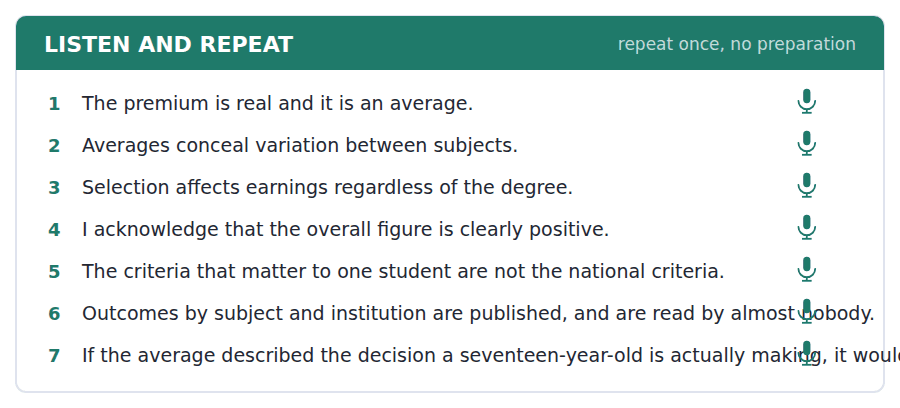 LISTEN AND REPEAT
repeat once, no preparation
1 The premium is real and it is an average.
2 Averages conceal variation between subjects.
3 Selection affects earnings regardless of the degree.
4 I acknowledge that the overall figure is clearly positive.
5 The criteria that matter to one student are not the national criteria.
6 Outcomes by subject and institution are published, and are read by almost nobody.
7 If the average described the decision a seventeen-year-old is actually making, it